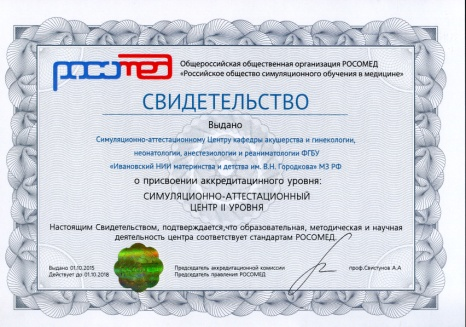 росомед
Общероссийская общественная организация РОСОМЕД
«Российское общество симуляционного обучения в медицине»
СВИДЕТЕЛЬСТВО
Выдано
Симуляционно-аттестационному Центру кафедры акушерства и гинекологии,
неонатологии, анестезиологии и реаниматологии ФГБУ
«Ивановский НИИ материнства и детства им. В.Н. Городкова» МЗ РФ
о присвоении аккредитацинного уровня:
СИМУЛЯЦИОННО-АТТЕСТАЦИОННЫЙ
ЦЕНТР II УРОВНЯ
Настоящим Свидетельством, подтверждается,что образовательная, методическая и научная
деятельность центра соответствует стандартам РОСОМЕД.
Выдано 01.10.2015
Действует до 01.10.2018
Председатель аккредитационной комиссии
Председатель правления РОСОМЕД
проф.Свистунов А.А